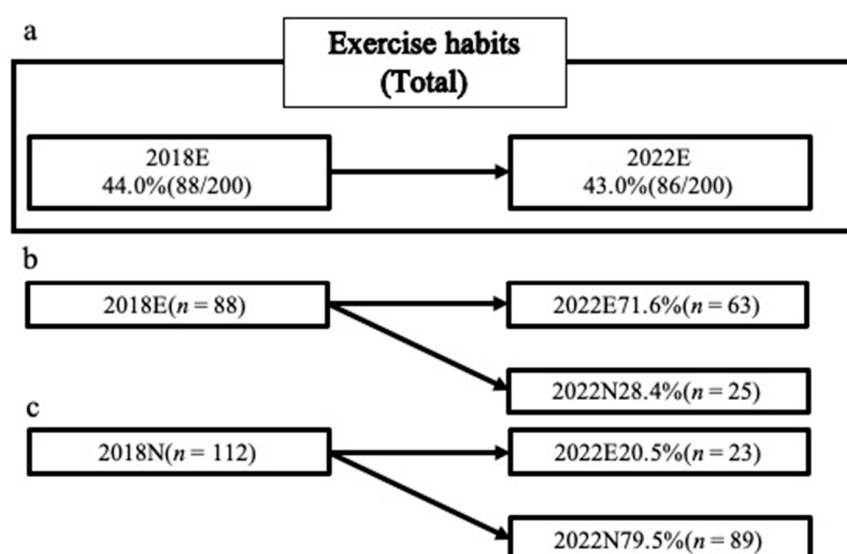 a
Exercise habits
(Total)
2018E
44.0%(88/200)
2022E
43.0%(86/200)
b
2018E(n = 88)
2022E71.6%(n = 63)
2022N28.4%(n = 25)
c
2018N(n = 112)
2022E20.5%(n = 23)
2022N79.5%(n = 89)